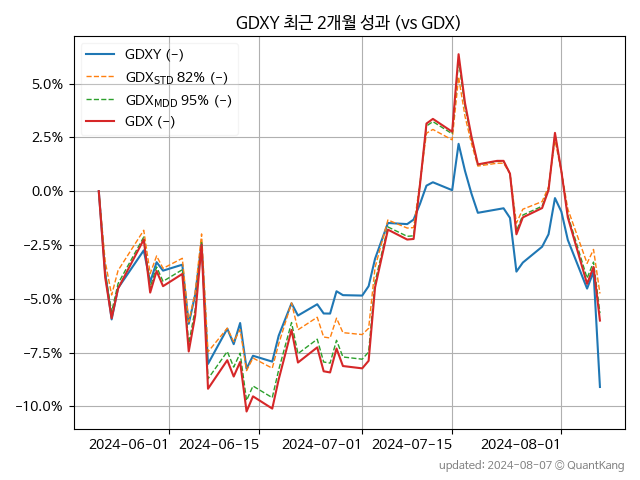 GDXY 최근 2개월 성과 (vs GDX)
GDXY (-)
GDX_STD 82% (-)
GDX_MDD 95% (-)
GDX (-)
5.0%
2.5%
0.0%
−2.5%
−5.0%
−7.5%
−10.0%
2024-06-01
2024-06-15
2024-07-01
2024-07-15
2024-08-01
updated: 2024-08-07 © QuantKang